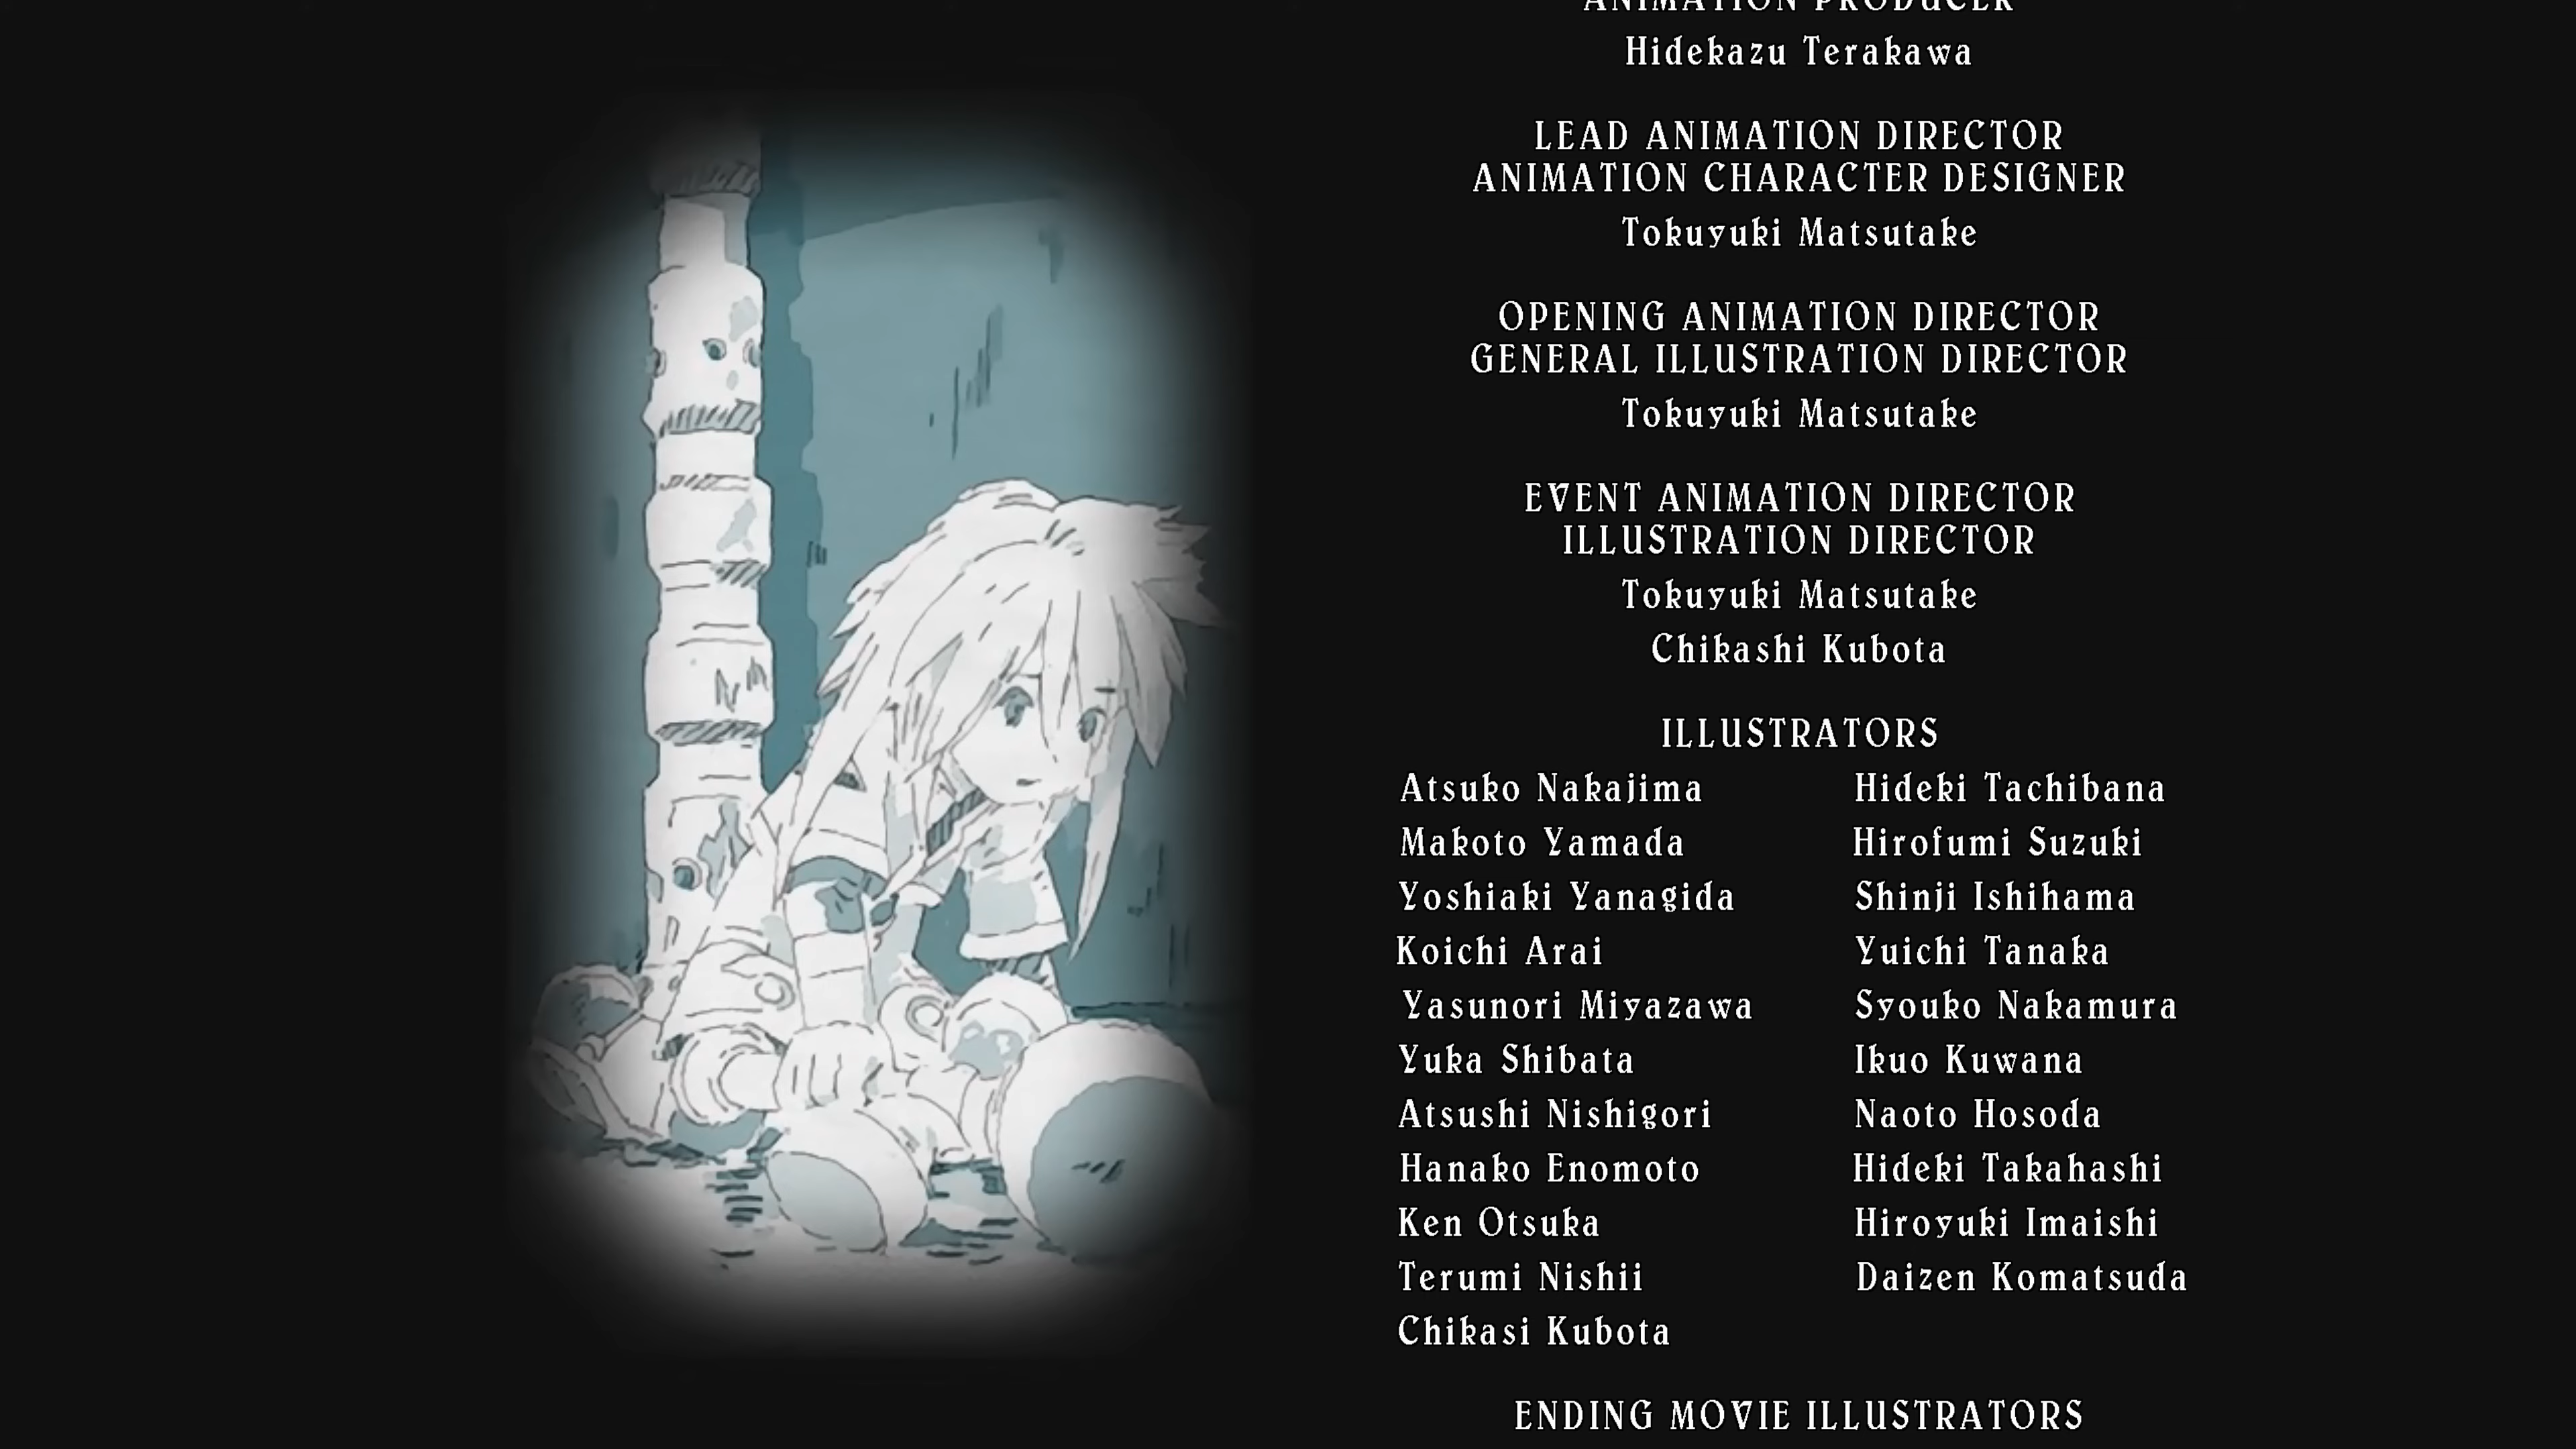 ANIMATION PRODUCER
Hidekazu Terakawa
LEAD ANIMATION DIRECTOR
ANIMATION CHARACTER DESIGNER
Tokuyuki Matsutake
OPENING ANIMATION DIRECTOR
GENERAL ILLUSTRATION DIRECTOR
Tokuyuki Matsutake
EVENT ANIMATION DIRECTOR
ILLUSTRATION DIRECTOR
Tokuyuki Matsutake
Chikashi Kubota
ILLUSTRATORS
Atsuko Nakajima Hideki Tachibana
Makoto Yamada Hirofumi Suzuki
Yoshiaki Yanagida Shinji Ishihama
Koichi Arai Yuichi Tanaka
Yasunori Miyazawa Syouko Nakamura
Yuka Shibata Ikuo Kuwana
Atsushi Nishigori Naoto Hosoda
Hanako Enomoto Hideki Takahashi
Ken Otsuka Hiroyuki Imaishi
Terumi Nishii Daizen Komatsuda
Chikasi Kubota
ENDING MOVIE ILLUSTRATORS